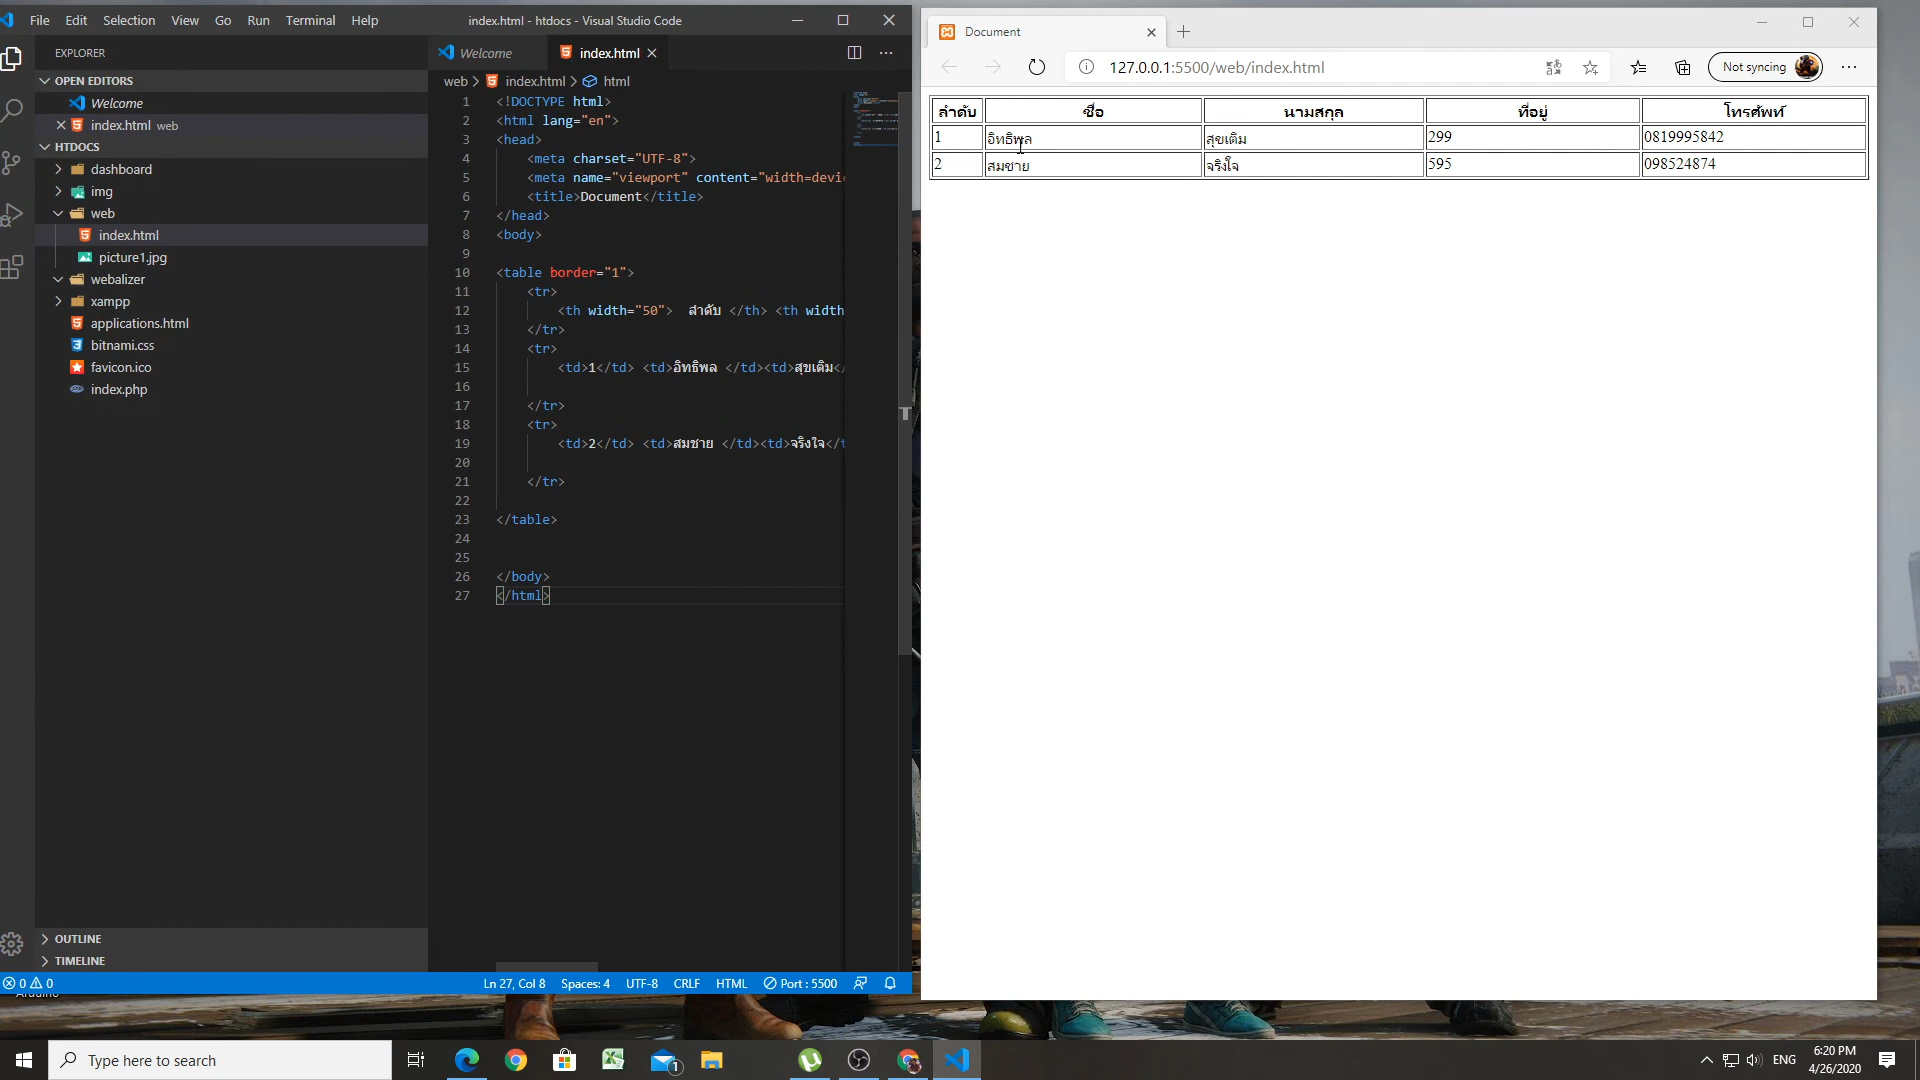 File Edit Selection View Go Run Terminal Help
index.html - htdocs - Visual Studio Code
EXPLORER
OPEN EDITORS
Welcome
index.html web
HTDOCS
dashboard
img
web
index.html
picture1.jpg
webalizer
xampp
applications.html
bitnami.css
favicon.ico
index.php
OUTLINE
TIMELINE
Welcome index.html
web index.html html
1 <!DOCTYPE html>
2 <html lang="en">
3 <head>
4 <meta charset="UTF-8">
5 <meta name="viewport" content="width=devi
6 <title>Document</title>
7 </head>
8 <body>
9
10 <table border="1">
11 <tr>
12 <th width="50"> ลำดับ </th> <th width
13 </tr>
14 <tr>
15 <td>1</td> <td>อิทธิพล </td><td>สุขเติม<
16
17 </tr>
18 <tr>
19 <td>2</td> <td>สมชาย </td><td>จริงใจ</t
20
21 </tr>
22
23 </table>
24
25
26 </body>
27 </html>
0 0 Ln 27, Col 8 Spaces: 4 UTF-8 CRLF HTML Port : 5500
Document
127.0.0.1:5500/web/index.html Not syncing
ลำดับ ชื่อ นามสกุล ที่อยู่ โทรศัพท์
1 อิทธิพล สุขเติม 299 0819995842
2 สมชาย จริงใจ 595 098524874
Type here to search
1
ENG
6:20 PM
4/26/2020